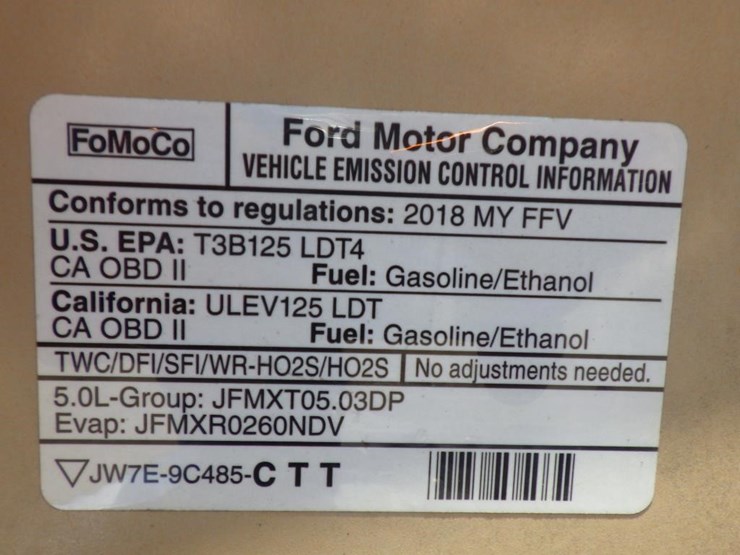 FoMoCo
Ford Motor Company
VEHICLE EMISSION CONTROL INFORMATION
Conforms to regulations: 2018 MY FFV
U.S. EPA: T3B125 LDT4
CA OBD II Fuel: Gasoline/Ethanol
California: ULEV125 LDT
CA OBD II Fuel: Gasoline/Ethanol
TWC/DFI/SFI/WR-HO2S/HO2S No adjustments needed.
5.0L-Group: JFMXT05.03DP
Evap: JFMXR0260NDV
▽JW7E-9C485-C T T